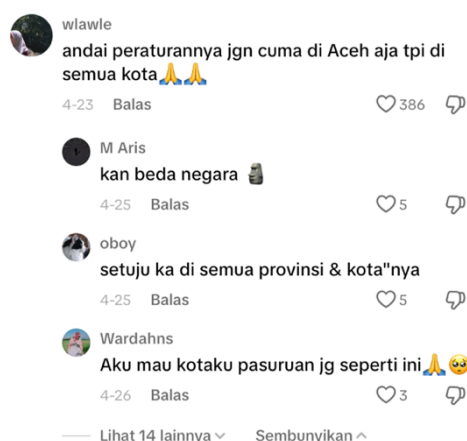 wlawle
andai peraturannya jgn cuma di Aceh aja tpi di
semua kota🙏🙏
4-23 Balas 386
M Aris
kan beda negara 🗿
4-25 Balas 5
oboy
setuju ka di semua provinsi & kota"nya
4-25 Balas 5
Wardahns
Aku mau kotaku pasuruan jg seperti ini🙏🥺
4-26 Balas 3
Lihat 14 lainnya Sembunyikan